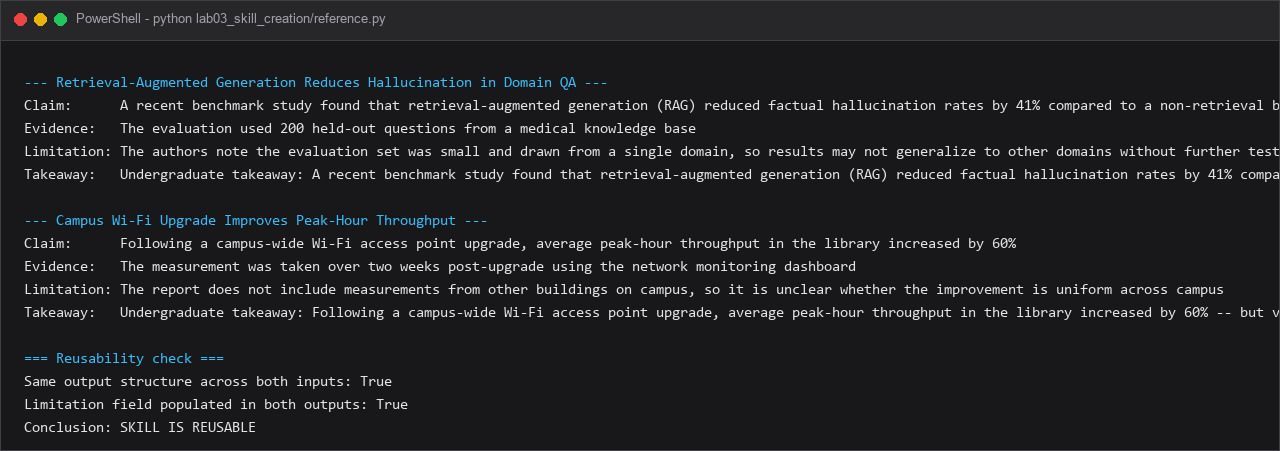 PowerShell - python lab03_skill_creation/reference.py
--- Retrieval-Augmented Generation Reduces Hallucination in Domain QA ---
Claim:      A recent benchmark study found that retrieval-augmented generation (RAG) reduced factual hallucination rates by 41% compared to a non-retrieval b
Evidence:   The evaluation used 200 held-out questions from a medical knowledge base
Limitation: The authors note the evaluation set was small and drawn from a single domain, so results may not generalize to other domains without further test
Takeaway:   Undergraduate takeaway: A recent benchmark study found that retrieval-augmented generation (RAG) reduced factual hallucination rates by 41% compa
--- Campus Wi-Fi Upgrade Improves Peak-Hour Throughput ---
Claim:      Following a campus-wide Wi-Fi access point upgrade, average peak-hour throughput in the library increased by 60%
Evidence:   The measurement was taken over two weeks post-upgrade using the network monitoring dashboard
Limitation: The report does not include measurements from other buildings on campus, so it is unclear whether the improvement is uniform across campus
Takeaway:   Undergraduate takeaway: Following a campus-wide Wi-Fi access point upgrade, average peak-hour throughput in the library increased by 60% -- but v
=== Reusability check ===
Same output structure across both inputs: True
Limitation field populated in both outputs: True
Conclusion: SKILL IS REUSABLE